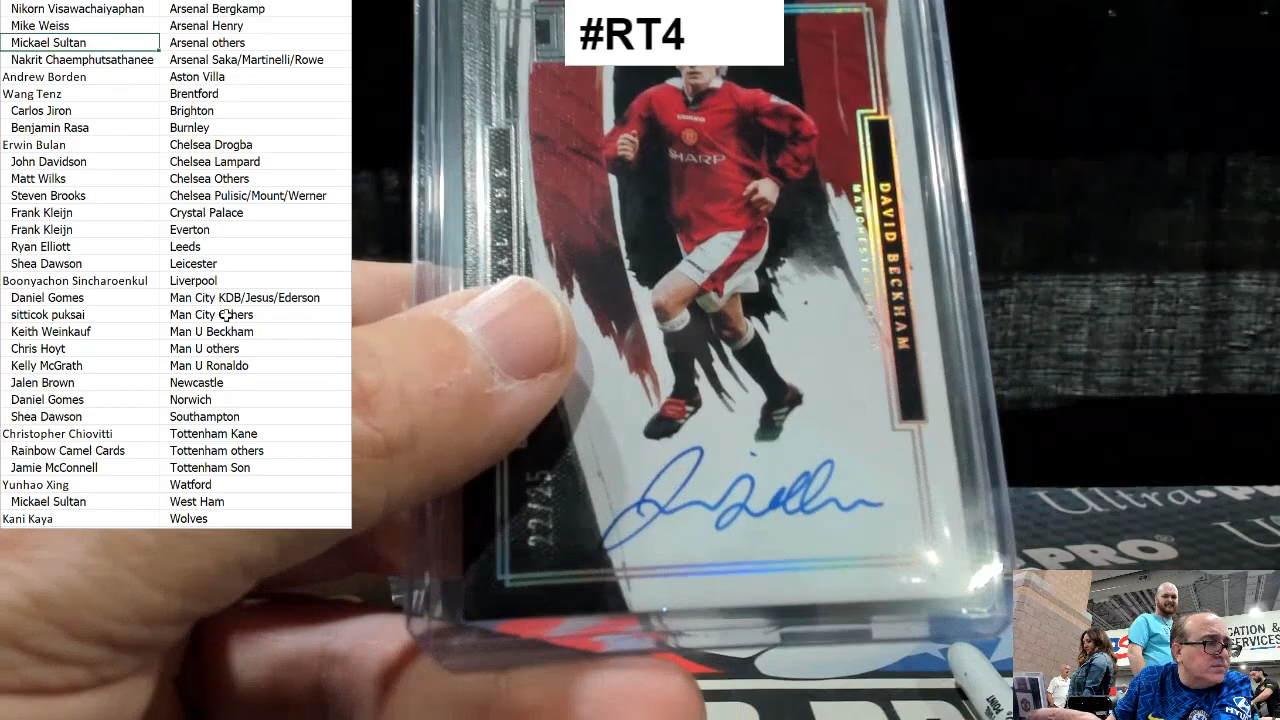 #RT4
Nikorn Visawachaiyaphan Arsenal Bergkamp
Mike Weiss Arsenal Henry
Mickael Sultan Arsenal others
Nakrit Chaemphutsathanee Arsenal Saka/Martinelli/Rowe
Andrew Borden Aston Villa
Wang Tenz Brentford
Carlos Jiron Brighton
Benjamin Rasa Burnley
Erwin Bulan Chelsea Drogba
John Davidson Chelsea Lampard
Matt Wilks Chelsea Others
Steven Brooks Chelsea Pulisic/Mount/Werner
Frank Kleijn Crystal Palace
Frank Kleijn Everton
Ryan Elliott Leeds
Shea Dawson Leicester
Boonyachon Sincharoenkul Liverpool
Daniel Gomes Man City KDB/Jesus/Ederson
sitticok puksai Man City
Keith Weinkauf Man U Beckham
Chris Hoyt Man U others
Kelly McGrath Man U Ronaldo
Jalen Brown Newcastle
Daniel Gomes Norwich
Shea Dawson Southampton
Christopher Chiovitti Tottenham Kane
Rainbow Camel Cards Tottenham others
Jamie McConnell Tottenham Son
Yunhao Xing Watford
Mickael Sultan West Ham
Kani Kaya Wolves
UMBRO
SHARP
DAVID BECKHAM
22/25
Ultra
PRO